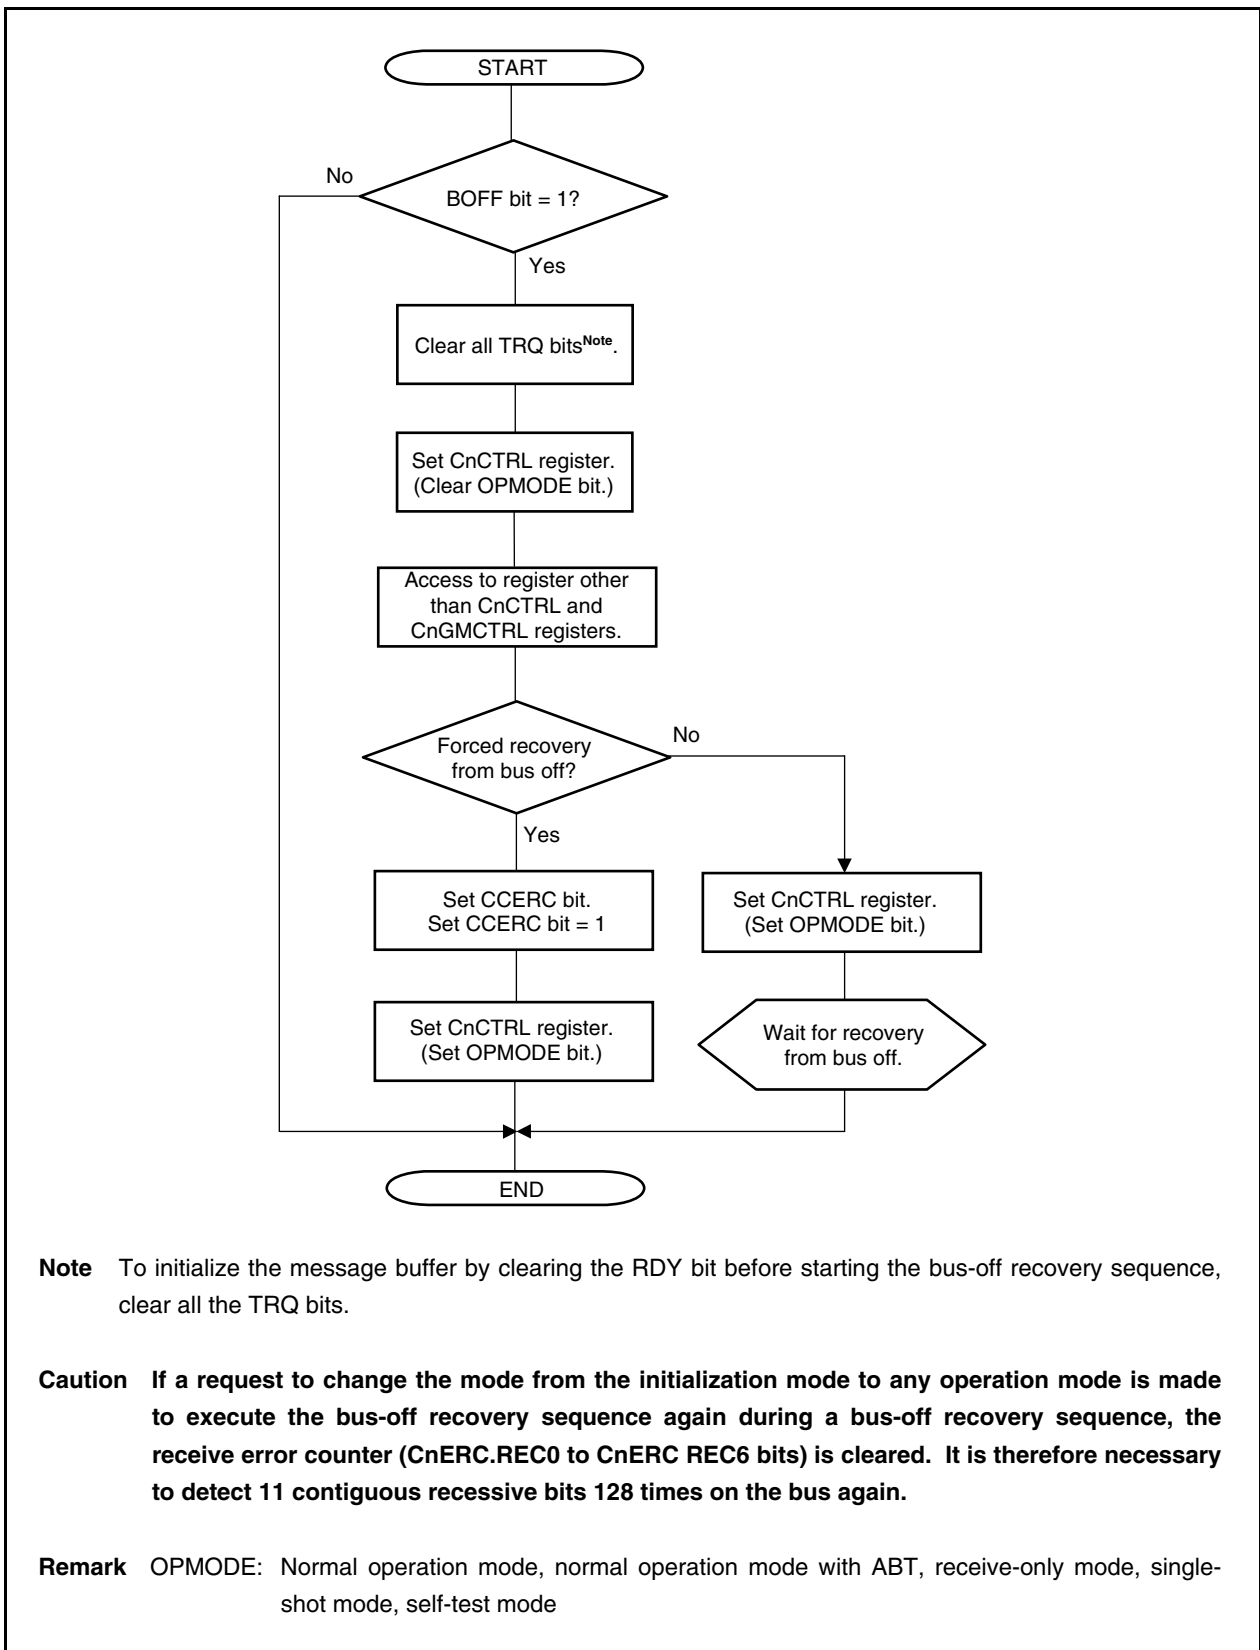 START
No
BOFF bit = 1?
Yes
Clear all TRQ bitsNote.
Set CnCTRL register.
(Clear OPMODE bit.)
Access to register other
than CnCTRL and
CnGMCTRL registers.
Forced recovery
from bus off?
No
Yes
Set CCERC bit.
Set CCERC bit = 1
Set CnCTRL register.
(Set OPMODE bit.)
Set CnCTRL register.
(Set OPMODE bit.)
Wait for recovery
from bus off.
END
Note To initialize the message buffer by clearing the RDY bit before starting the bus-off recovery sequence,
clear all the TRQ bits.
Caution If a request to change the mode from the initialization mode to any operation mode is made
to execute the bus-off recovery sequence again during a bus-off recovery sequence, the
receive error counter (CnERC.REC0 to CnERC REC6 bits) is cleared. It is therefore necessary
to detect 11 contiguous recessive bits 128 times on the bus again.
Remark OPMODE: Normal operation mode, normal operation mode with ABT, receive-only mode, single-
shot mode, self-test mode